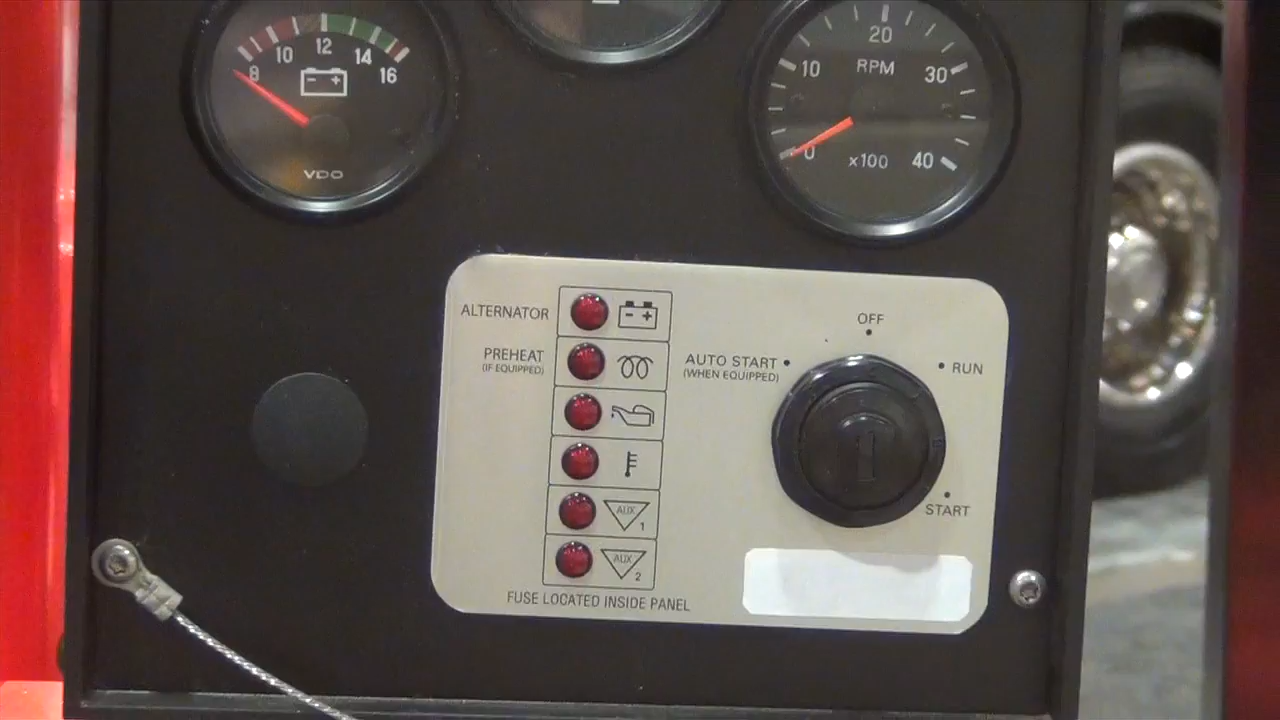 8 10 12 14 16
VDO
0 10 20 30 40
RPM
x100
ALTERNATOR
PREHEAT
(IF EQUIPPED)
AUX 1
AUX 2
FUSE LOCATED INSIDE PANEL
OFF
AUTO START
(WHEN EQUIPPED)
RUN
START